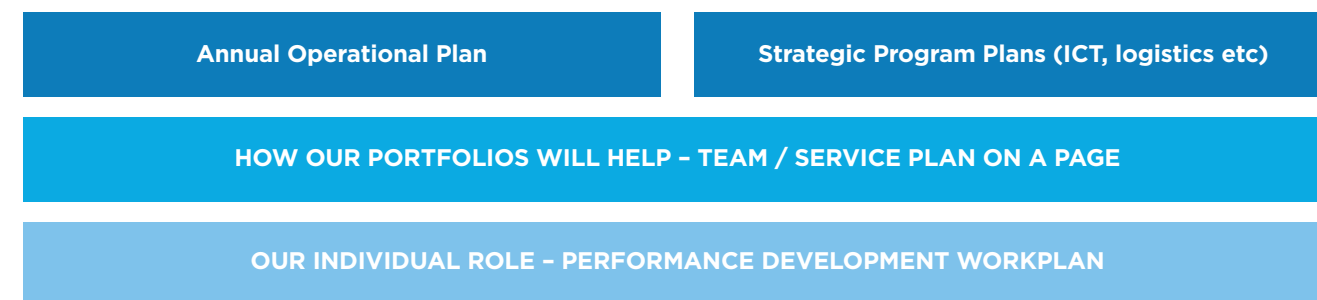 Annual Operational Plan
Strategic Program Plans (ICT, logistics etc)
HOW OUR PORTFOLIOS WILL HELP – TEAM / SERVICE PLAN ON A PAGE
OUR INDIVIDUAL ROLE – PERFORMANCE DEVELOPMENT WORKPLAN